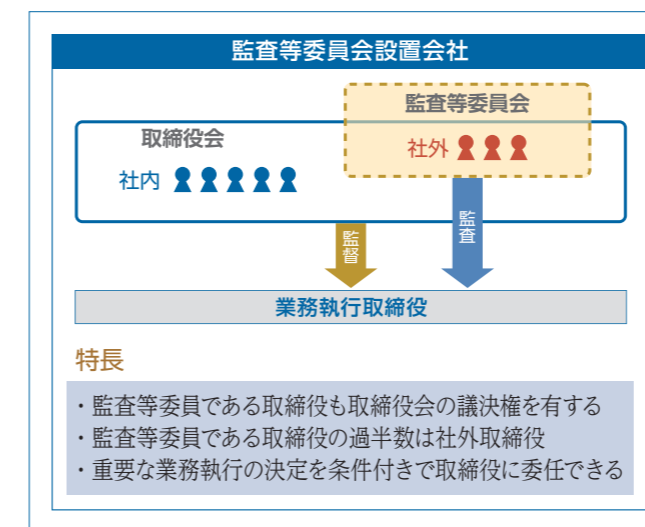 監査等委員会設置会社
監査等委員会
取締役会
社外
社内
監督
監査
業務執行取締役
特長
・監査等委員である取締役も取締役会の議決権を有する
・監査等委員である取締役の過半数は社外取締役
・重要な業務執行の決定を条件付きで取締役に委任できる